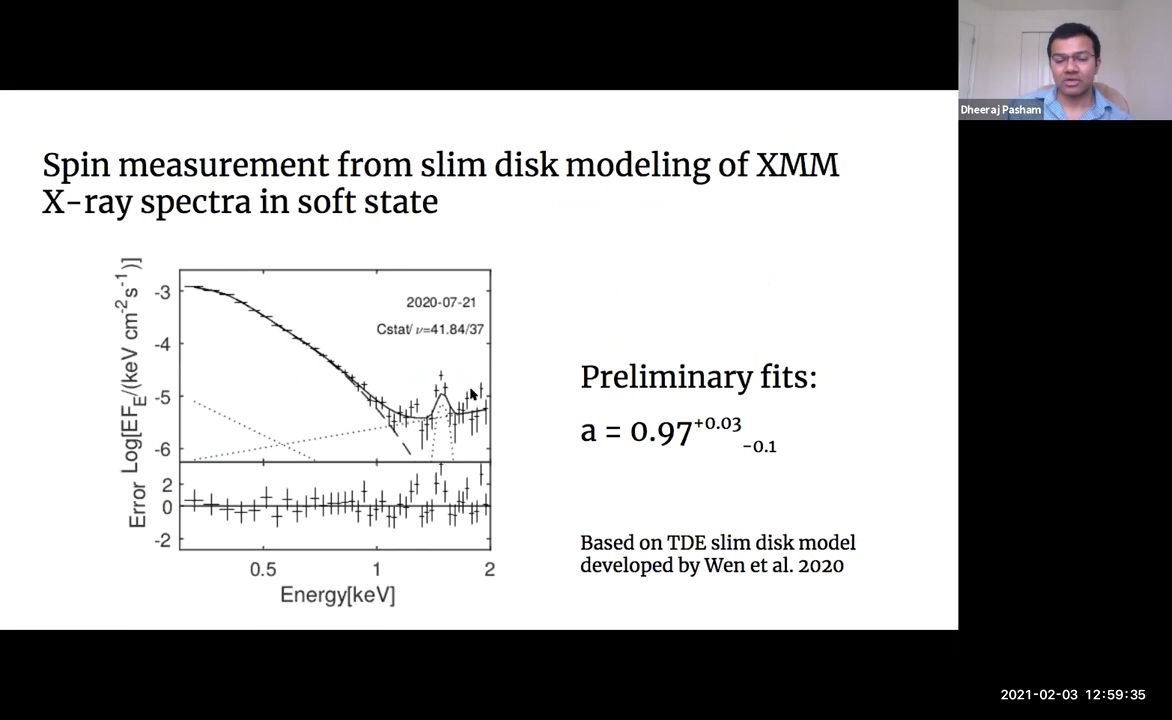 Dheeraj Pasham
Spin measurement from slim disk modeling of XMM
X-ray spectra in soft state
Log[EF_E/(keV cm^-2 s^-1)]
-3
-4
-5
-6
2020-07-21
Cstat/ ν=41.84/37
Error
2
0
-2
0.5 1 2
Energy[keV]
Preliminary fits:
a = 0.97^+0.03 _-0.1
Based on TDE slim disk model
developed by Wen et al. 2020
2021-02-03 12:59:35